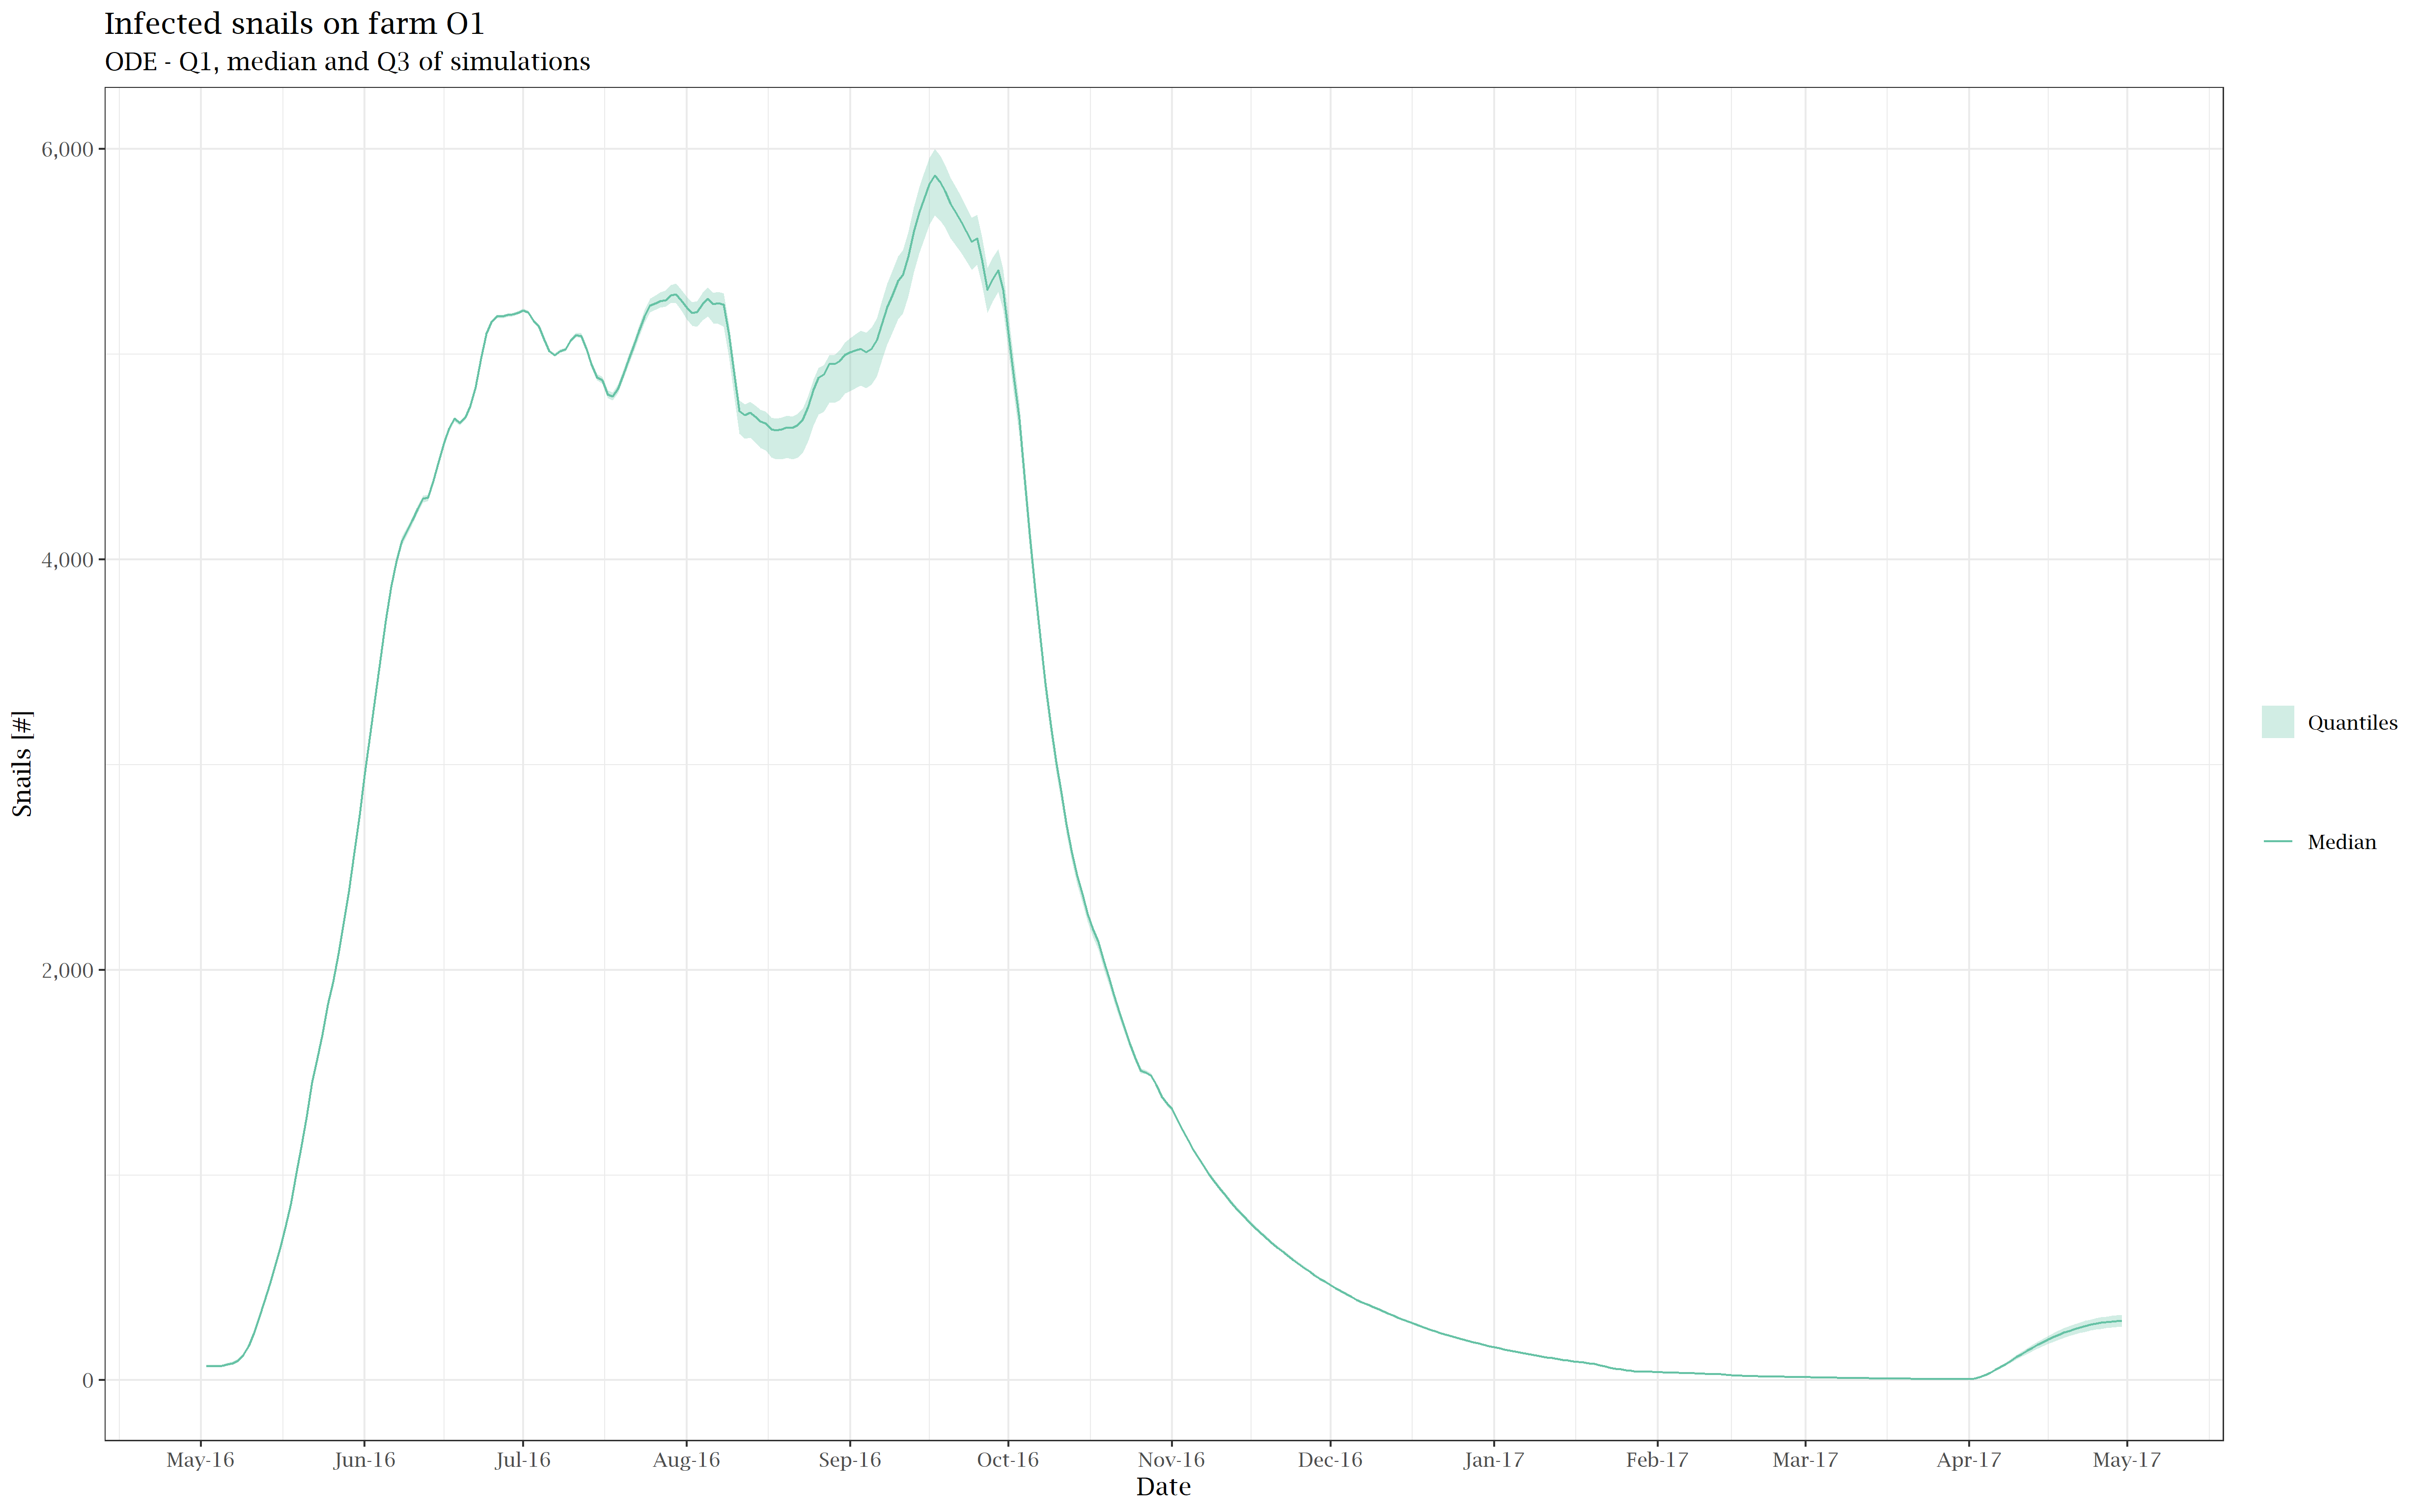 Infected snails on farm O1
ODE - Q1, median and Q3 of simulations
Snails [#]
6,000
4,000
2,000
0
May-16 Jun-16 Jul-16 Aug-16 Sep-16 Oct-16 Nov-16 Dec-16 Jan-17 Feb-17 Mar-17 Apr-17 May-17
Date
Quantiles
Median